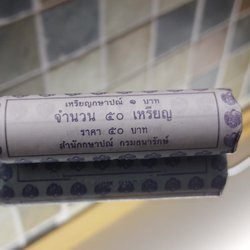 เหรียญกษาปณ์ ๑ บาท
จำนวน ๕๐ เหรียญ
ราคา ๕๐ บาท
สำนักกษาปณ์ กรมธนารักษ์